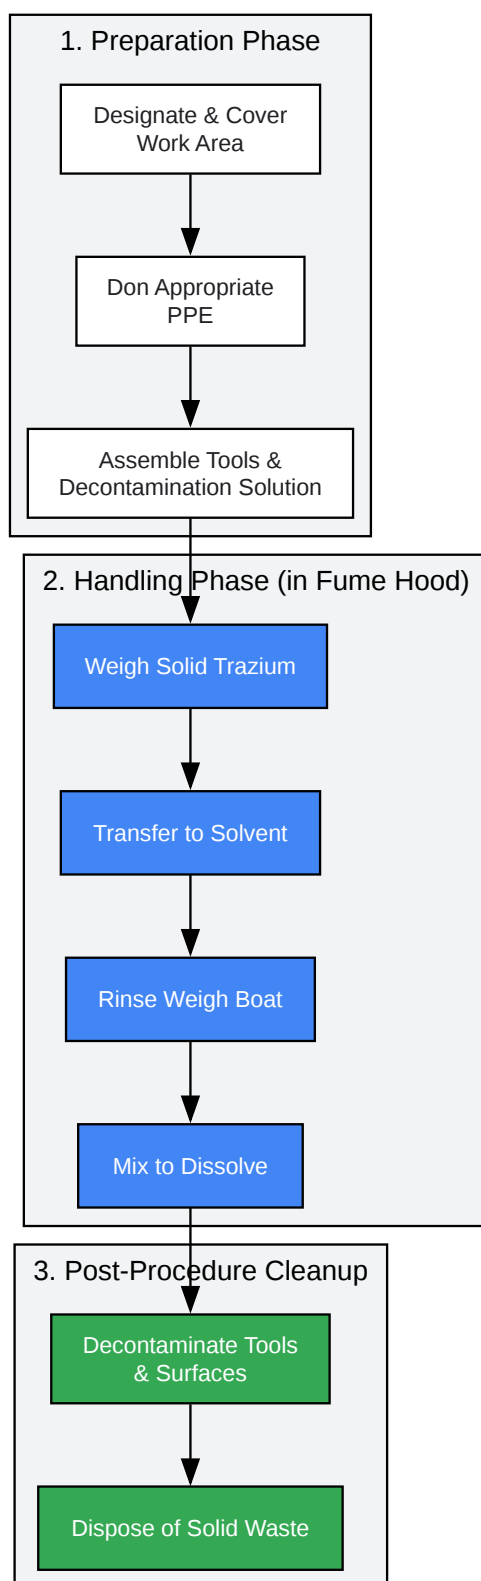 1. Preparation Phase
Designate & Cover
Work Area
Don Appropriate
PPE
Assemble Tools &
Decontamination Solution
2. Handling Phase (in Fume Hood)
Weigh Solid Trazium
Transfer to Solvent
Rinse Weigh Boat
Mix to Dissolve
3. Post-Procedure Cleanup
Decontaminate Tools
& Surfaces
Dispose of Solid Waste